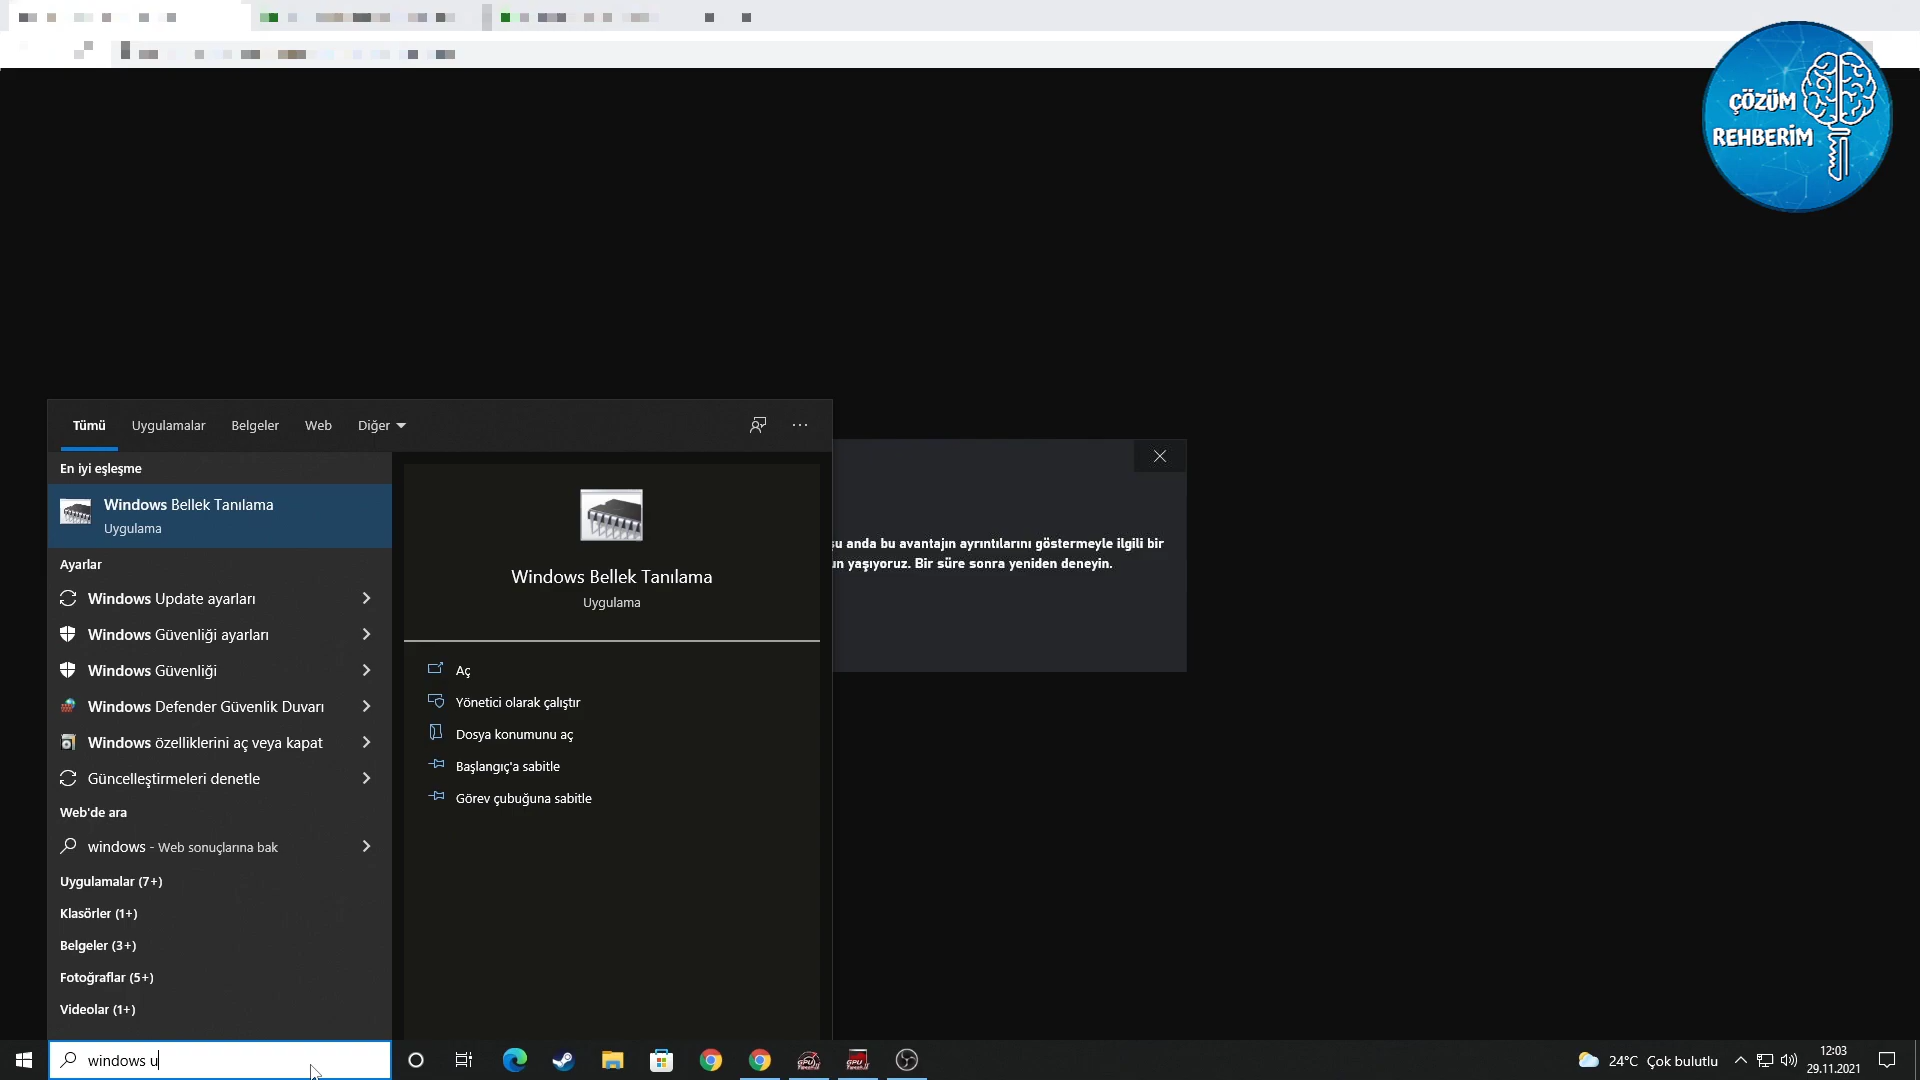 ÇÖZÜM
REHBERİM
Tümü
Uygulamalar
Belgeler
Web
Diğer
En iyi eşleşme
Windows Bellek Tanılama
Uygulama
Ayarlar
Windows Update ayarları
Windows Güvenliği ayarları
Windows Güvenliği
Windows Defender Güvenlik Duvarı
Windows özelliklerini aç veya kapat
Güncelleştirmeleri denetle
Web'de ara
windows - Web sonuçlarına bak
Uygulamalar (7+)
Klasörler (1+)
Belgeler (3+)
Fotoğraflar (5+)
Videolar (1+)
Windows Bellek Tanılama
Uygulama
Aç
Yönetici olarak çalıştır
Dosya konumunu aç
Başlangıç'a sabitle
Görev çubuğuna sabitle
şu anda bu avantajın ayrıntılarını göstermeyle ilgili bir
un yaşıyoruz. Bir süre sonra yeniden deneyin.
windows u
24°C Çok bulutlu
12:03
29.11.2021